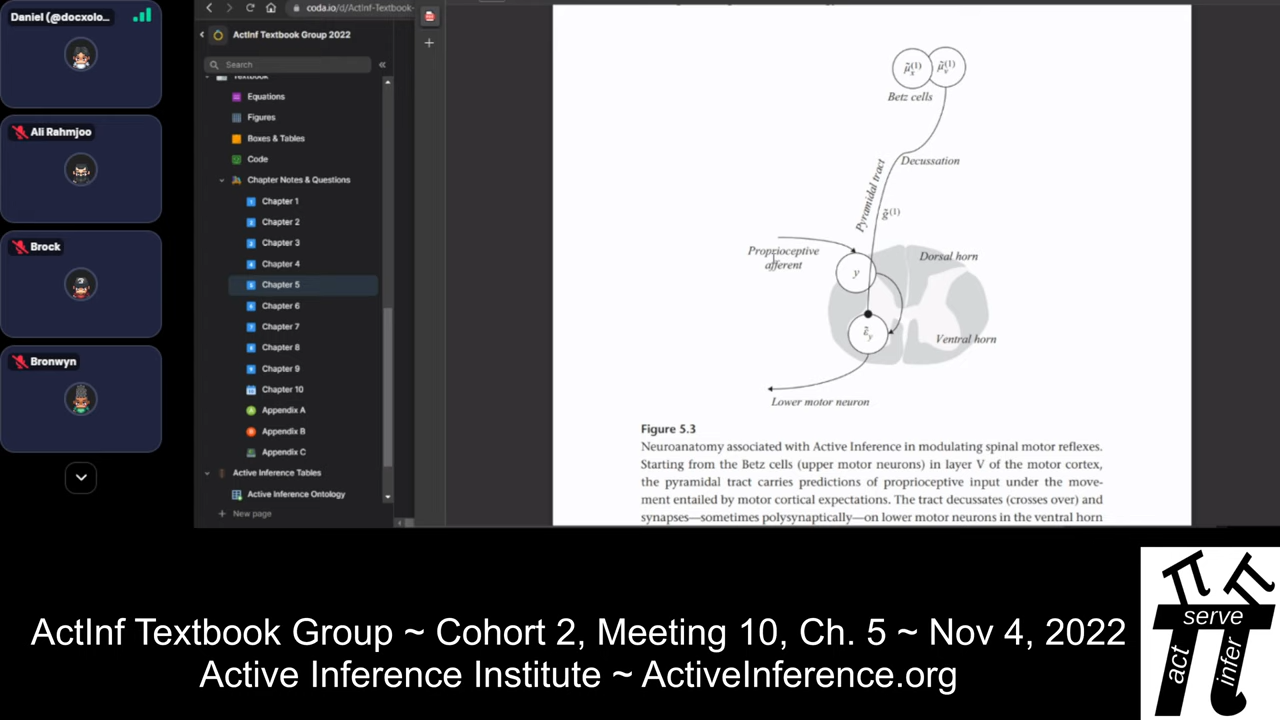 Daniel (@docxolo...
Ali Rahmjoo
Brock
Bronwyn
coda.io/d/ActInf-Textbook-
ActInf Textbook Group 2022
Search
Textbook
Equations
Figures
Boxes & Tables
Code
Chapter Notes & Questions
Chapter 1
Chapter 2
Chapter 3
Chapter 4
Chapter 5
Chapter 6
Chapter 7
Chapter 8
Chapter 9
Chapter 10
Appendix A
Appendix B
Appendix C
Active Inference Tables
Active Inference Ontology
New page
μ̃x(1) μ̃v(1)
Betz cells
Decussation
Pyramidal tract
g̃(1)
Proprioceptive
afferent
Dorsal horn
y
ε̃y
Ventral horn
Lower motor neuron
Figure 5.3
Neuroanatomy associated with Active Inference in modulating spinal motor reflexes.
Starting from the Betz cells (upper motor neurons) in layer V of the motor cortex,
the pyramidal tract carries predictions of proprioceptive input under the move-
ment entailed by motor cortical expectations. The tract decussates (crosses over) and
synapses—sometimes polysynaptically—on lower motor neurons in the ventral horn
ActInf Textbook Group ~ Cohort 2, Meeting 10, Ch. 5 ~ Nov 4, 2022
Active Inference Institute ~ ActiveInference.org
serve
act
infer